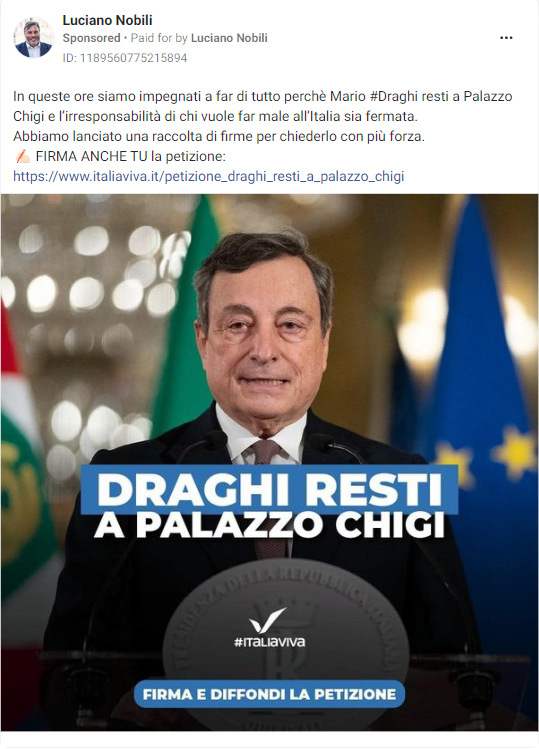 Luciano Nobili
Sponsored • Paid for by Luciano Nobili
ID: 1189560775215894
In queste ore siamo impegnati a far di tutto perchè Mario #Draghi resti a Palazzo
Chigi e l’irresponsabilità di chi vuole far male all’Italia sia fermata.
Abbiamo lanciato una raccolta di firme per chiederlo con più forza.
✍🏻 FIRMA ANCHE TU la petizione:
https://www.italiaviva.it/petizione_draghi_resti_a_palazzo_chigi
DRAGHI RESTI
A PALAZZO CHIGI
PRESIDENZA DELLA REPUBBLICA
#ITALIAVIVA
FIRMA E DIFFONDI LA PETIZIONE